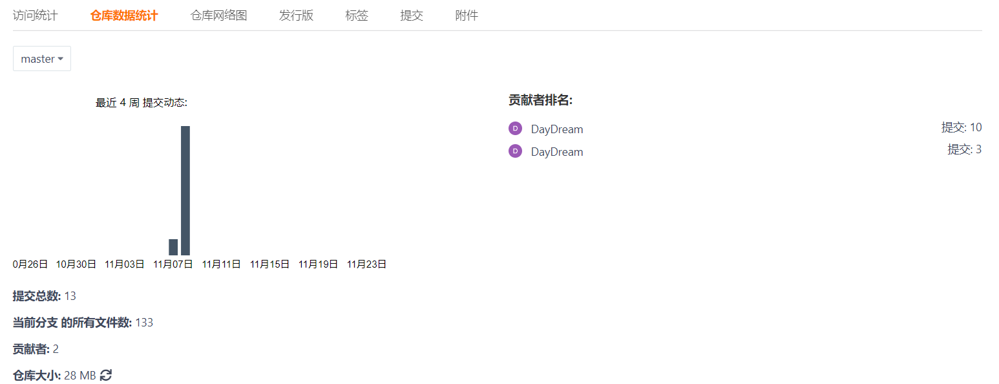 访问统计 仓库数据统计 仓库网络图 发行版 标签 提交 附件
master
最近 4 周 提交动态:
0月26日 10月30日 11月03日 11月07日 11月11日 11月15日 11月19日 11月23日
提交总数: 13
当前分支 的所有文件数: 133
贡献者: 2
仓库大小: 28 MB
贡献者排名:
D DayDream 提交: 10
D DayDream 提交: 3